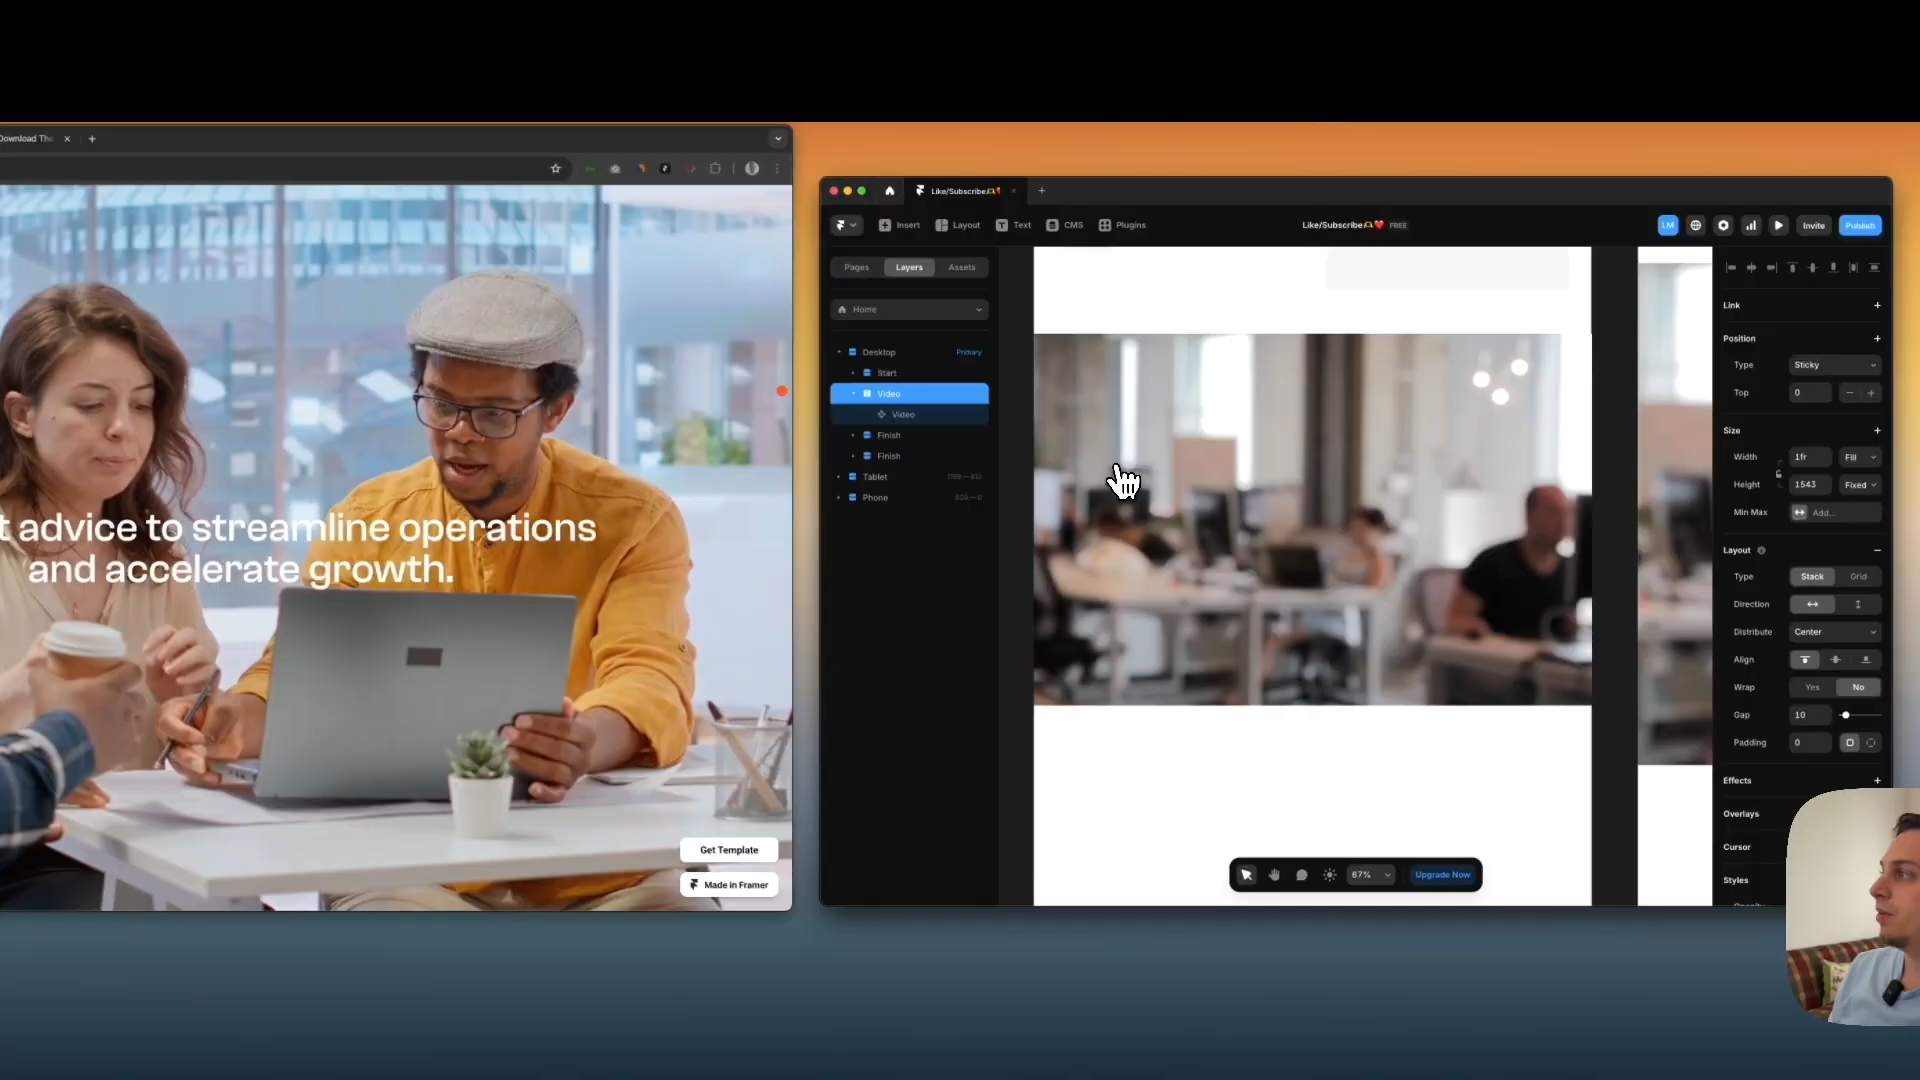 Download The
t advice to streamline operations
and accelerate growth.
Get Template
Made in Framer
Like/Subscribe
Insert
Layout
Text
CMS
Plugins
Like/Subscribe
FREE
LM
Invite
Publish
Pages
Layers
Assets
Home
Desktop
Primary
Start
Video
Video
Finish
Finish
Tablet
Phone
67%
Upgrade Now
Link
Position
Type
Sticky
Top
0
Size
Width
1fr
Fill
Height
1543
Fixed
Min Max
Add...
Layout
Type
Stack
Grid
Direction
Distribute
Center
Align
Wrap
Yes
No
Gap
10
Padding
0
Effects
Overlays
Cursor
Styles